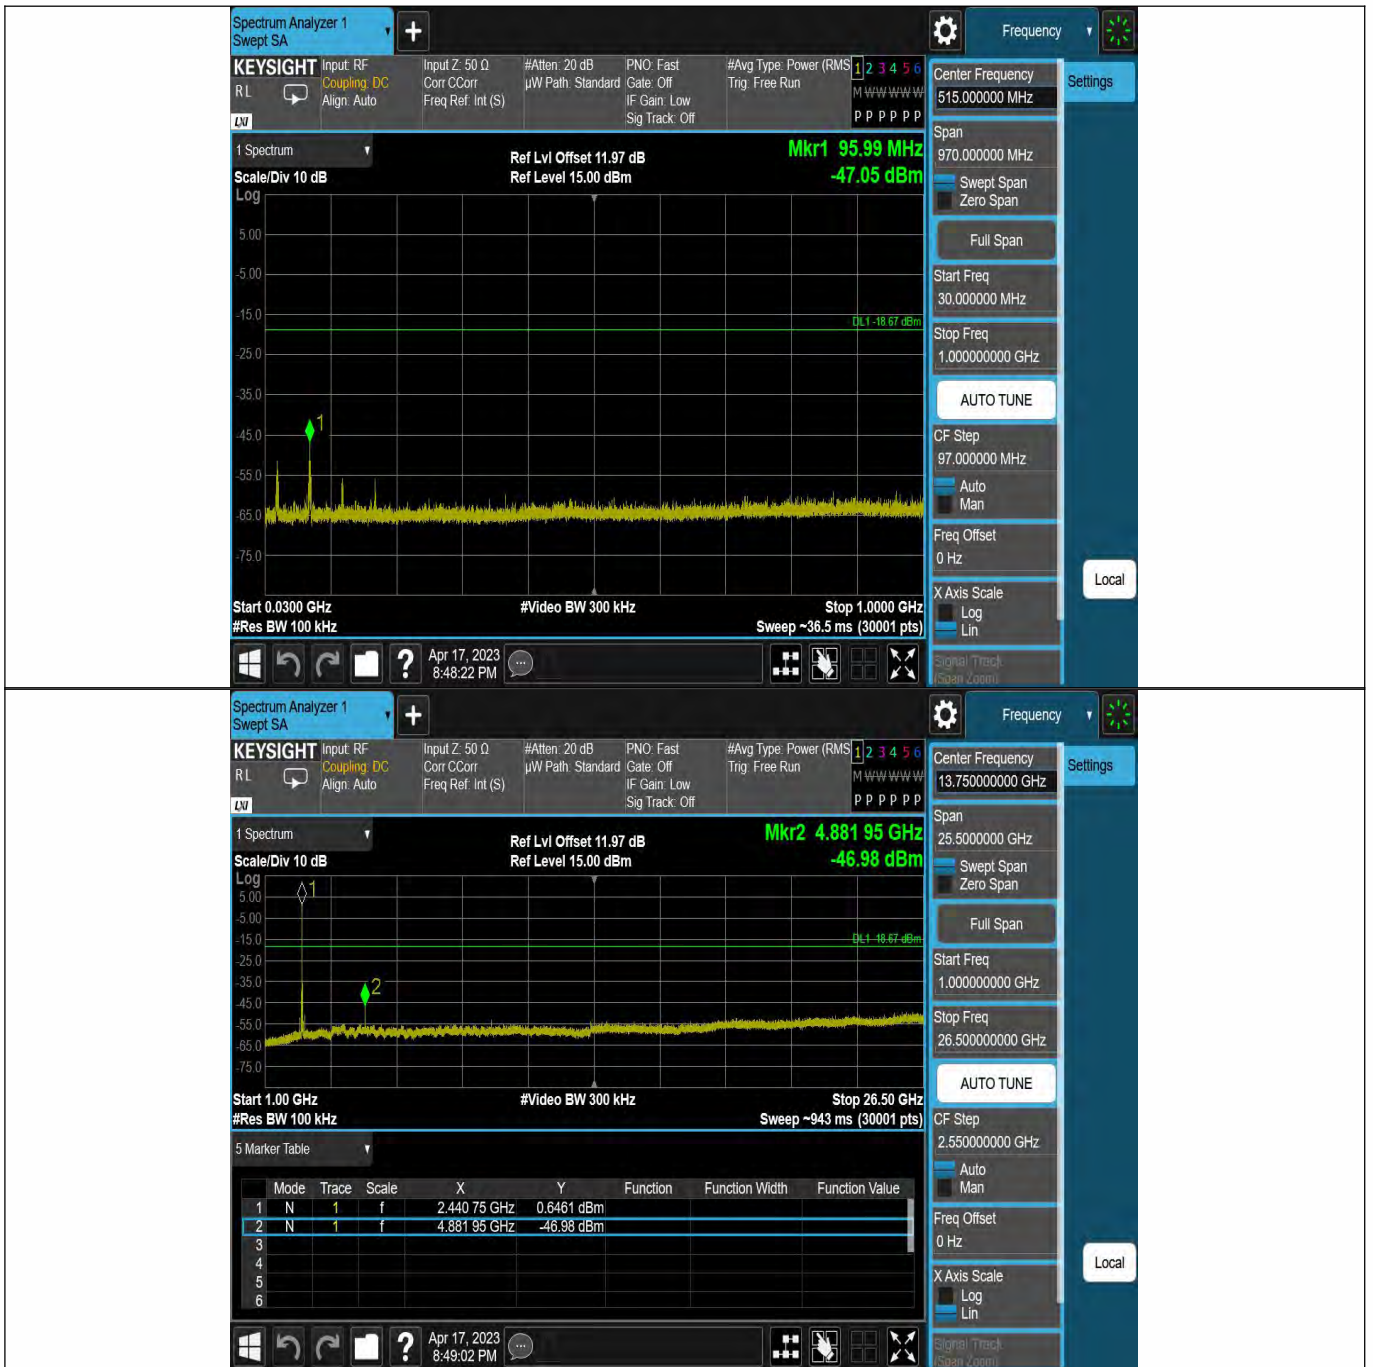 Spectrum Analyzer 1
Swept SA
+
Frequency
KEYSIGHT
RL
LXI
Input: RF
Coupling: DC
Align: Auto
Input Z: 50 Ω
Corr CCorr
Freq Ref: Int (S)
#Atten: 20 dB
µW Path: Standard
PNO: Fast
Gate: Off
IF Gain: Low
Sig Track: Off
#Avg Type: Power (RMS
Trig: Free Run
1 2 3 4 5 6
M W W W W W
P P P P P P
1 Spectrum
Scale/Div 10 dB
Ref Lvl Offset 11.97 dB
Ref Level 15.00 dBm
Mkr1 95.99 MHz
-47.05 dBm
Log
5.00
-5.00
-15.0
-25.0
-35.0
-45.0
-55.0
-65.0
-75.0
DL1 -18.67 dBm
1
Start 0.0300 GHz
#Res BW 100 kHz
#Video BW 300 kHz
Stop 1.0000 GHz
Sweep ~36.5 ms (30001 pts)
Center Frequency
515.000000 MHz
Settings
Span
970.000000 MHz
Swept Span
Zero Span
Full Span
Start Freq
30.000000 MHz
Stop Freq
1.000000000 GHz
AUTO TUNE
CF Step
97.000000 MHz
Auto
Man
Freq Offset
0 Hz
X Axis Scale
Log
Lin
Signal Track
(Span Zoom)
Local
?
Apr 17, 2023
8:48:22 PM
Spectrum Analyzer 1
Swept SA
+
Frequency
KEYSIGHT
RL
LXI
Input: RF
Coupling: DC
Align: Auto
Input Z: 50 Ω
Corr CCorr
Freq Ref: Int (S)
#Atten: 20 dB
µW Path: Standard
PNO: Fast
Gate: Off
IF Gain: Low
Sig Track: Off
#Avg Type: Power (RMS
Trig: Free Run
1 2 3 4 5 6
M W W W W W
P P P P P P
1 Spectrum
Scale/Div 10 dB
Ref Lvl Offset 11.97 dB
Ref Level 15.00 dBm
Mkr2 4.881 95 GHz
-46.98 dBm
Log
5.00
-5.00
-15.0
-25.0
-35.0
-45.0
-55.0
-65.0
-75.0
DL1 -18.67 dBm
1
2
Start 1.00 GHz
#Res BW 100 kHz
#Video BW 300 kHz
Stop 26.50 GHz
Sweep ~943 ms (30001 pts)
5 Marker Table
Mode Trace Scale X Y Function Function Width Function Value
1 N 1 f 2.440 75 GHz 0.6461 dBm
2 N 1 f 4.881 95 GHz -46.98 dBm
3
4
5
6
Center Frequency
13.750000000 GHz
Settings
Span
25.5000000 GHz
Swept Span
Zero Span
Full Span
Start Freq
1.000000000 GHz
Stop Freq
26.500000000 GHz
AUTO TUNE
CF Step
2.550000000 GHz
Auto
Man
Freq Offset
0 Hz
X Axis Scale
Log
Lin
Signal Track
(Span Zoom)
Local
?
Apr 17, 2023
8:49:02 PM